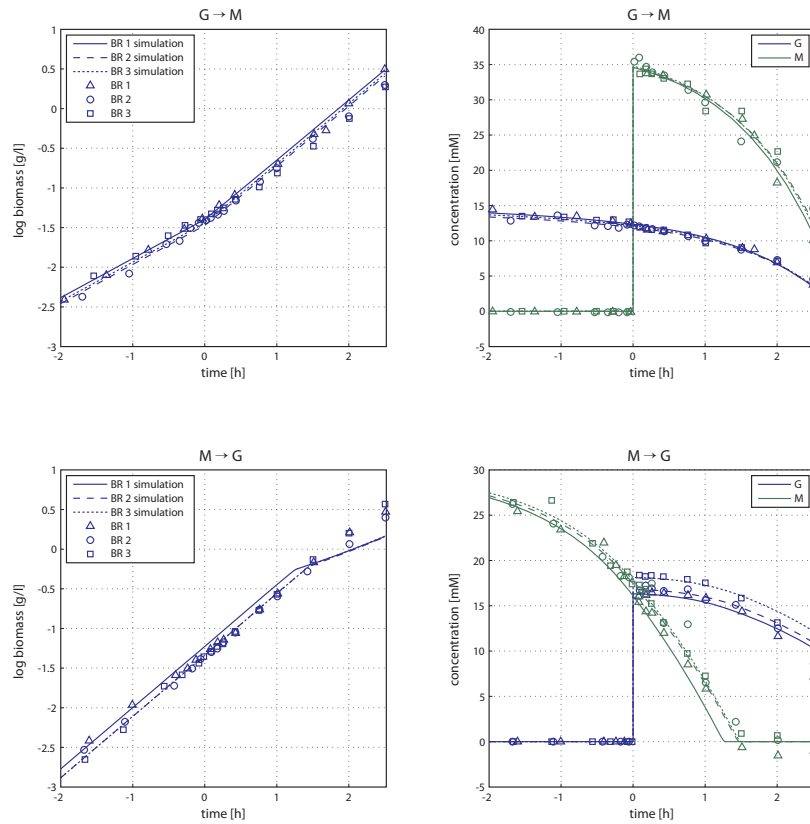 G → M
log biomass [g/l]
1
0.5
0
-0.5
-1
-1.5
-2
-2.5
-3
BR 1 simulation
BR 2 simulation
BR 3 simulation
BR 1
BR 2
BR 3
-2 -1 0 1 2
time [h]
G → M
concentration [mM]
40
35
30
25
20
15
10
5
0
-5
G
M
-2 -1 0 1 2
time [h]
M → G
log biomass [g/l]
1
0.5
0
-0.5
-1
-1.5
-2
-2.5
-3
BR 1 simulation
BR 2 simulation
BR 3 simulation
BR 1
BR 2
BR 3
-2 -1 0 1 2
time [h]
M → G
concentration [mM]
30
25
20
15
10
5
0
-5
G
M
-2 -1 0 1 2
time [h]